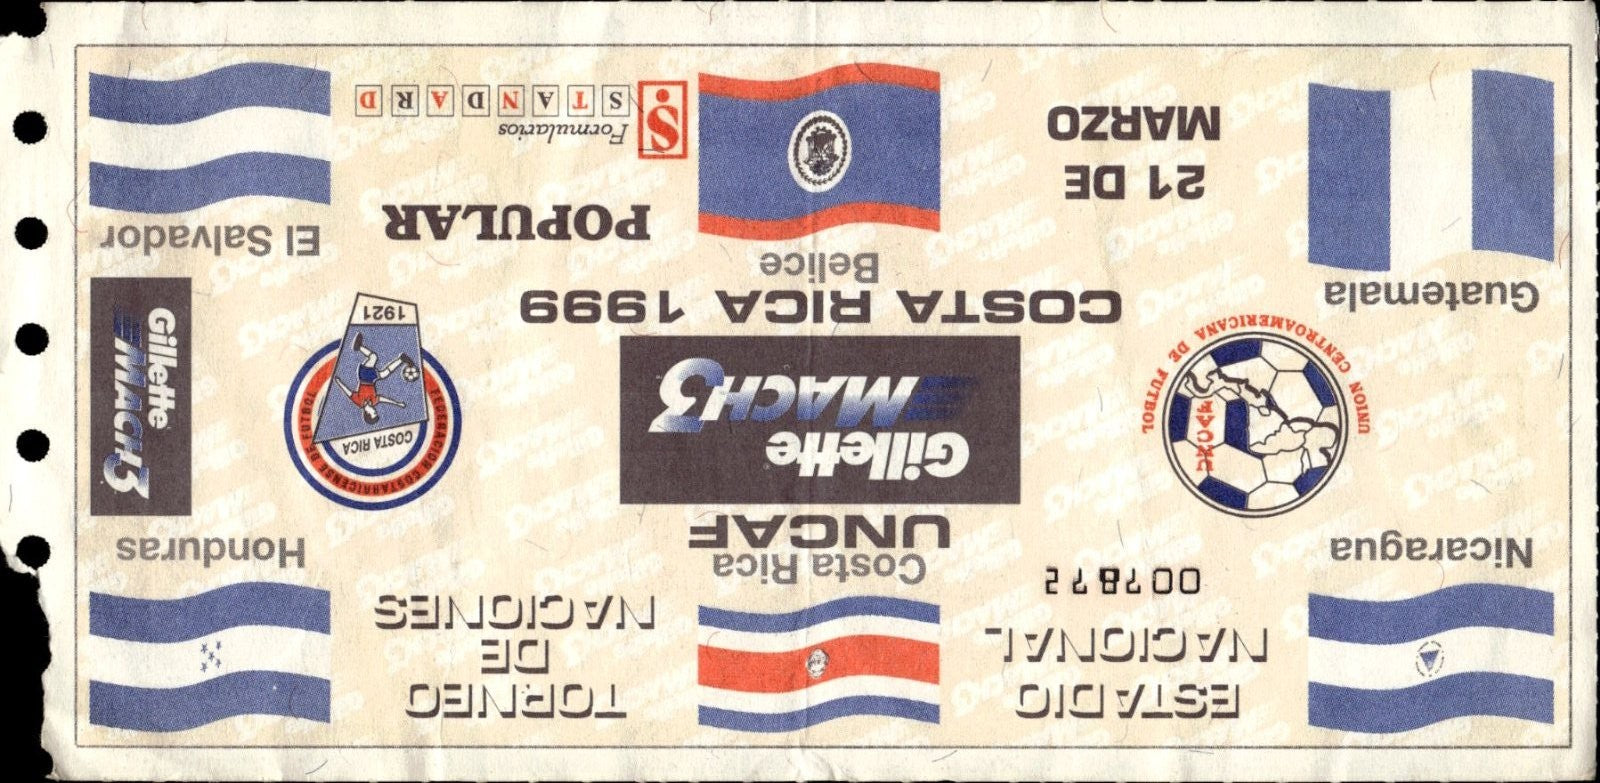 Nicaragua
Guatemala
ESTADIO
NACIONAL
007872
UNION CENTROAMERICANA DE FUTBOL
UNCAF
21 DE
MARZO
Costa Rica
UNCAF
Gillette
MACH3
COSTA RICA 1999
Belice
TORNEO
DE
NACIONES
FEDERACION COSTARRICENSE DE FUTBOL
COSTA RICA
1921
POPULAR
S
Formularios
STANDARD
Honduras
Gillette
MACH3
El Salvador